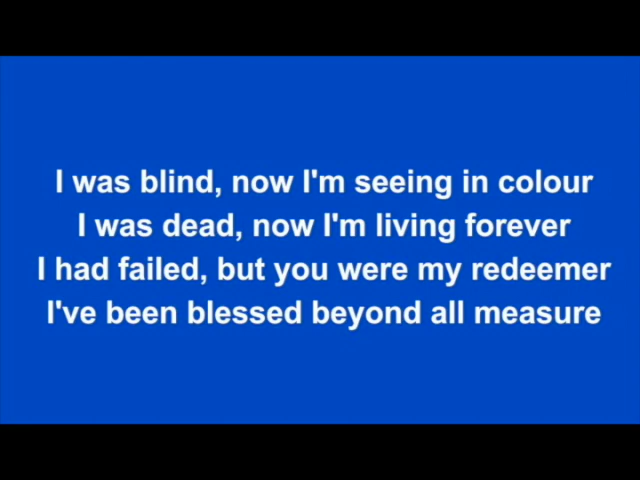 I was blind, now I'm seeing in colour
I was dead, now I'm living forever
I had failed, but you were my redeemer
I've been blessed beyond all measure